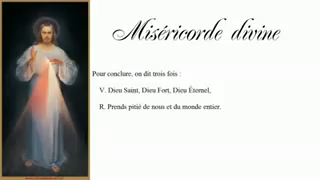 Miséricorde divine
Pour conclure, on dit trois fois :
V. Dieu Saint, Dieu Fort, Dieu Éternel,
R. Prends pitié de nous et du monde entier.